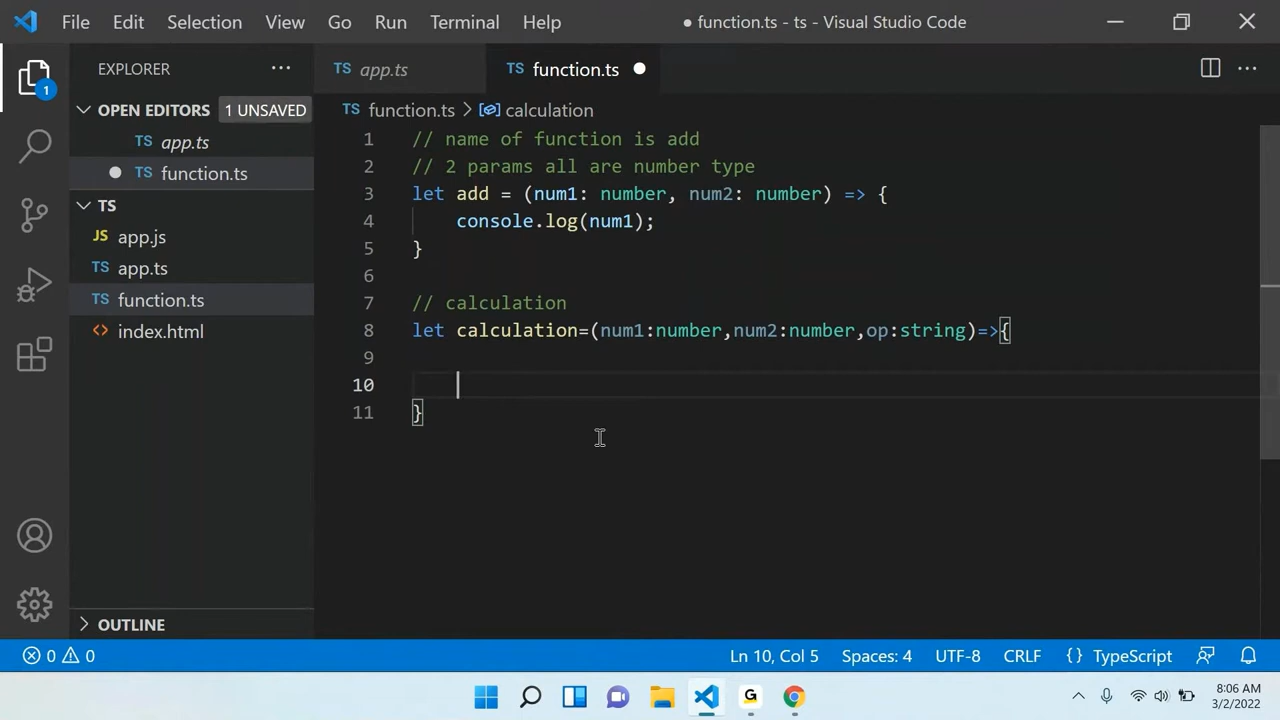 File Edit Selection View Go Run Terminal Help ● function.ts - ts - Visual Studio Code
EXPLORER ···
TS app.ts TS function.ts
1
OPEN EDITORS 1 UNSAVED
TS function.ts > calculation
TS app.ts
TS function.ts
TS
JS app.js
TS app.ts
TS function.ts
<> index.html
OUTLINE
1 // name of function is add
2 // 2 params all are number type
3 let add = (num1: number, num2: number) => {
4 console.log(num1);
5 }
6
7 // calculation
8 let calculation=(num1:number,num2:number,op:string)=>{
9
10
11 }
0 0 Ln 10, Col 5 Spaces: 4 UTF-8 CRLF {} TypeScript
G
8:06 AM
3/2/2022